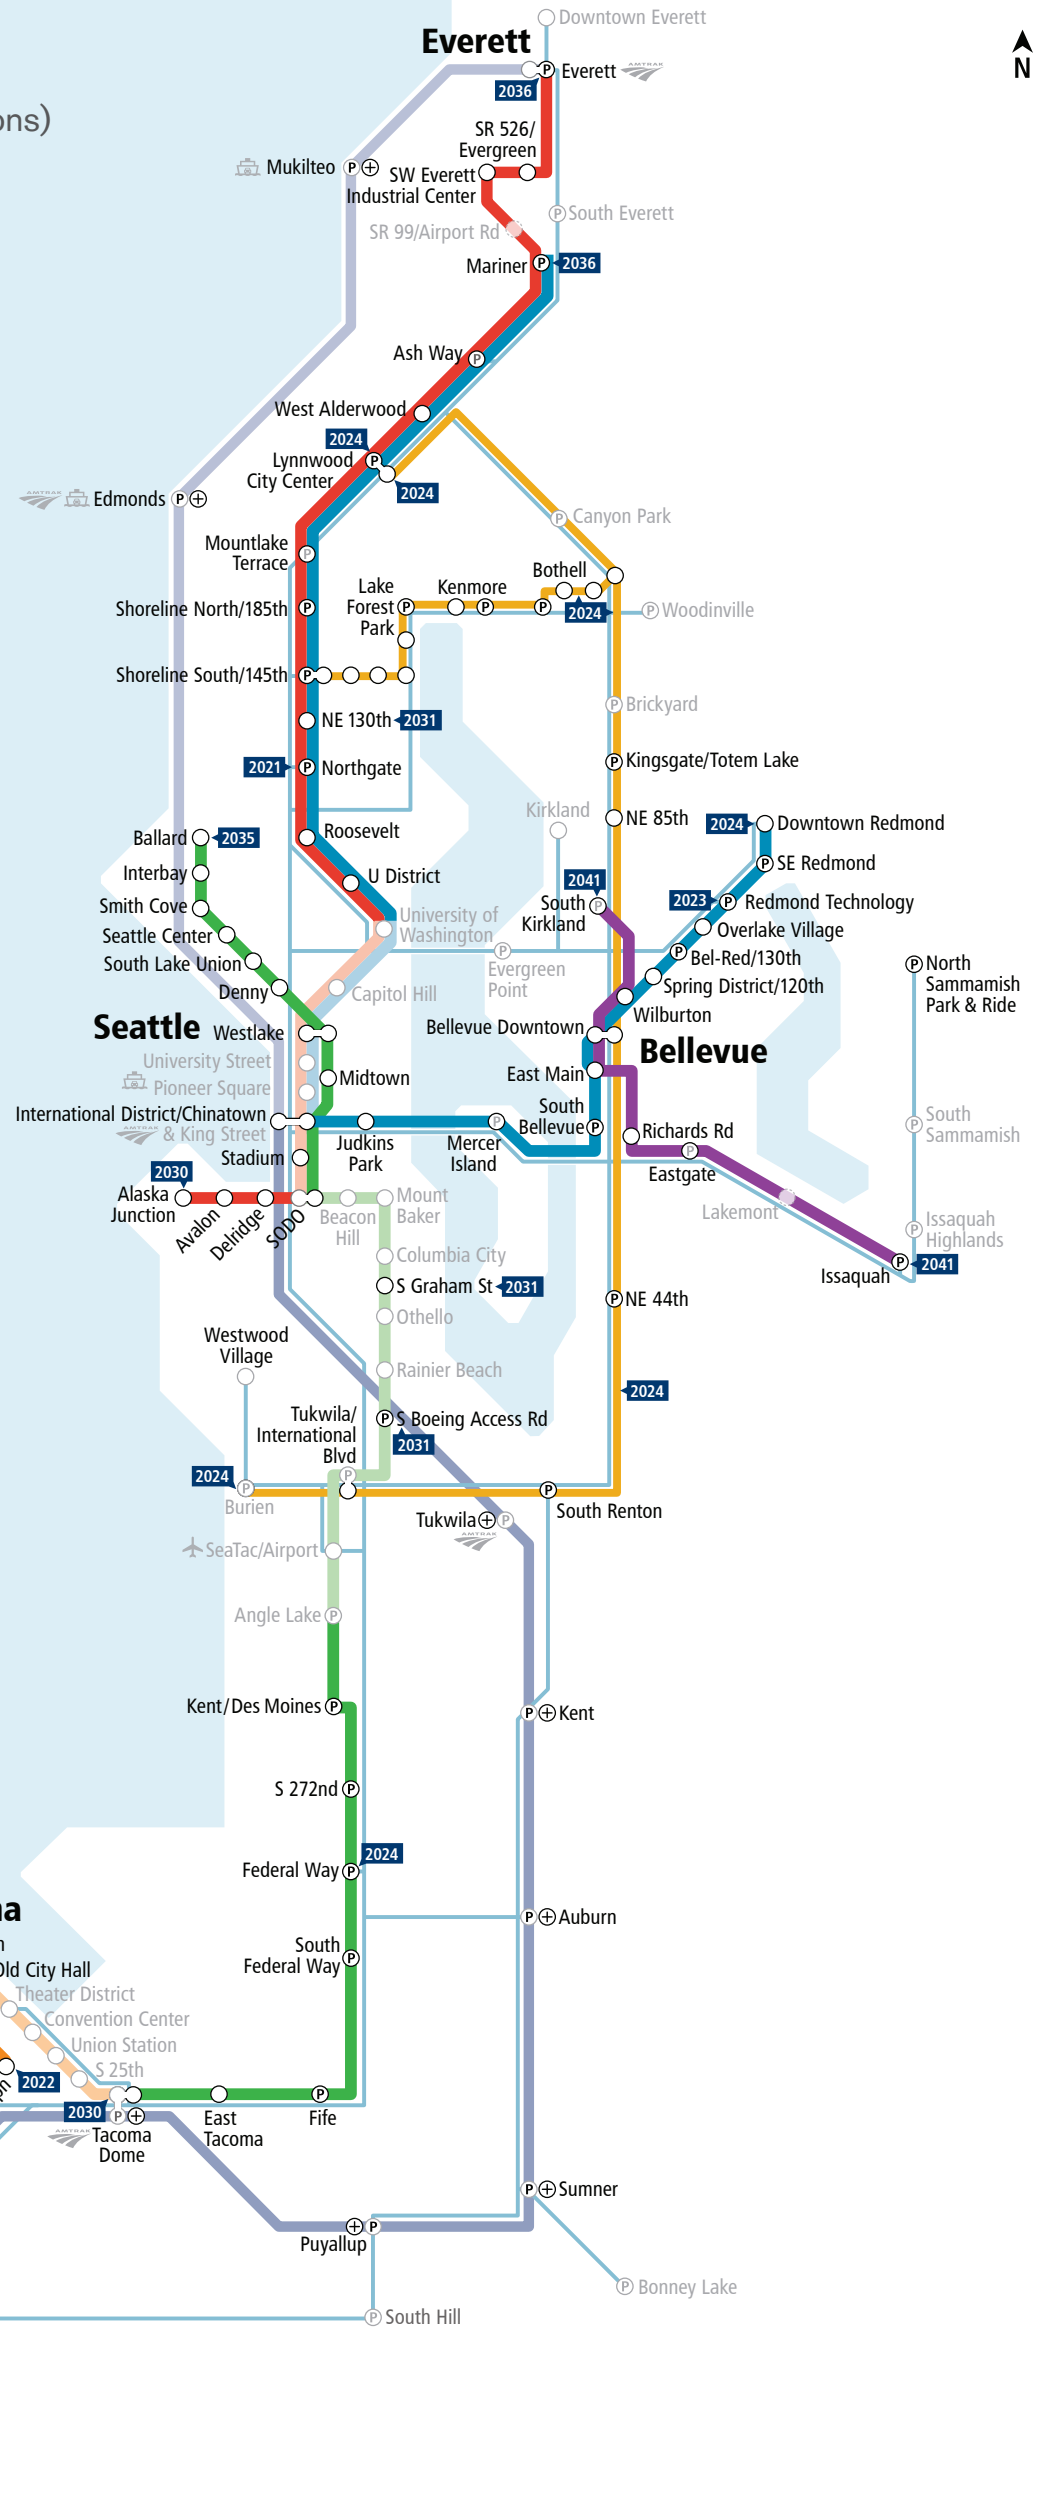 Downtown Everett
Everett
Everett
AMTRAK
N
2036
ons)
SR 526/
Evergreen
Mukilteo
SW Everett
Industrial Center
South Everett
SR 99/Airport Rd
Mariner
2036
Ash Way
West Alderwood
2024
Lynnwood
City Center
2024
AMTRAK
Edmonds
Canyon Park
Mountlake
Terrace
Bothell
Lake
Forest
Park
Kenmore
Shoreline North/185th
2024
Woodinville
Shoreline South/145th
Brickyard
NE 130th
2031
Kingsgate/Totem Lake
2021
Northgate
Kirkland
NE 85th
2024
Downtown Redmond
Ballard
2035
Roosevelt
SE Redmond
Interbay
U District
2041
2023
Redmond Technology
Smith Cove
South
Kirkland
University of
Washington
Overlake Village
Seattle Center
Bel-Red/130th
South Lake Union
Evergreen
Point
North
Sammamish
Park & Ride
Denny
Capitol Hill
Spring District/120th
Wilburton
Seattle
Westlake
Bellevue Downtown
Bellevue
University Street
Midtown
East Main
Pioneer Square
International District/Chinatown
AMTRAK
& King Street
Judkins
Park
Mercer
Island
South
Bellevue
Richards Rd
South
Sammamish
Stadium
2030
Eastgate
Alaska
Junction
Avalon
Delridge
SODO
Beacon
Hill
Mount
Baker
Lakemont
Issaquah
Highlands
Columbia City
2041
Issaquah
S Graham St
2031
NE 44th
Othello
Westwood
Village
Rainier Beach
2024
Tukwila/
International
Blvd
S Boeing Access Rd
2031
2024
Burien
South Renton
Tukwila
AMTRAK
SeaTac/Airport
Angle Lake
Kent/Des Moines
Kent
S 272nd
2024
Federal Way
a
Auburn
n
South
Federal Way
Old City Hall
Theater District
Convention Center
Union Station
S 25th
2022
on
2030
AMTRAK
Tacoma
Dome
East
Tacoma
Fife
Sumner
Puyallup
Bonney Lake
South Hill